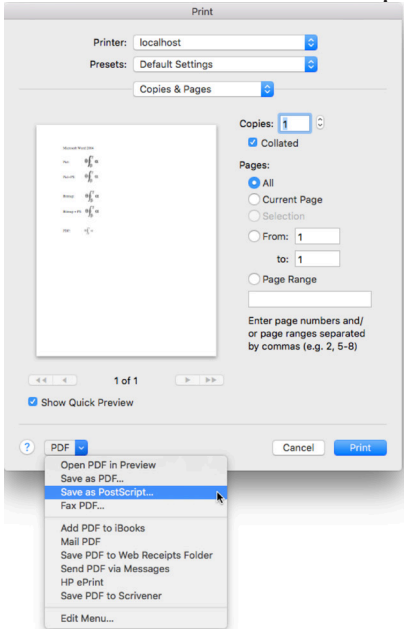 Print
Printer: localhost
Presets: Default Settings
Copies & Pages
Copies: 1
Collated
Pages:
All
Current Page
Selection
From: 1
to: 1
Page Range
Enter page numbers and/
or page ranges separated
by commas (e.g. 2, 5-8)
1 of 1
Show Quick Preview
? PDF Cancel Print
Open PDF in Preview
Save as PDF...
Save as PostScript...
Fax PDF...
Add PDF to iBooks
Mail PDF
Save PDF to Web Receipts Folder
Send PDF via Messages
HP ePrint
Save PDF to Scrivener
Edit Menu...